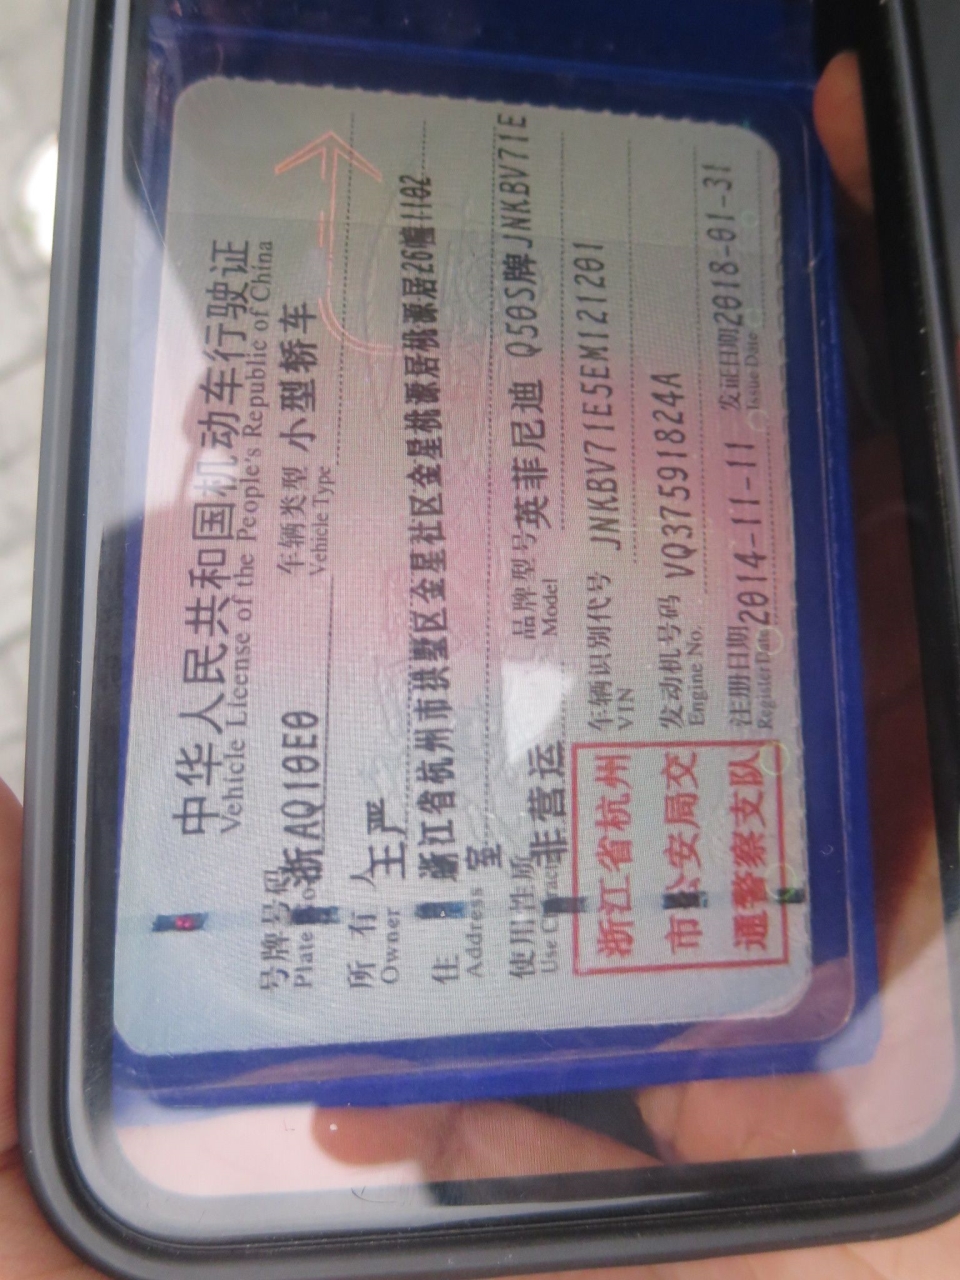 中华人民共和国机动车行驶证
Vehicle License of the People's Republic of China
号牌号码 浙AQ10E0 车辆类型 小型轿车
Plate No. Vehicle Type
所有人 王严
Owner
住 浙江省杭州市拱墅区金星社区金星桃源居桃源居26幢1102
Address 室
使用性质 非营运 品牌型号 英菲尼迪 Q50S牌JNKBV71E
Use Character Model
浙江省杭州
市公安局交
通警察支队
车辆识别代号 JNKBV71E5EM121201
VIN
发动机号码 VQ37591824A
Engine No.
注册日期 2014-11-11 发证日期 2018-01-31
Register Date Issue Date